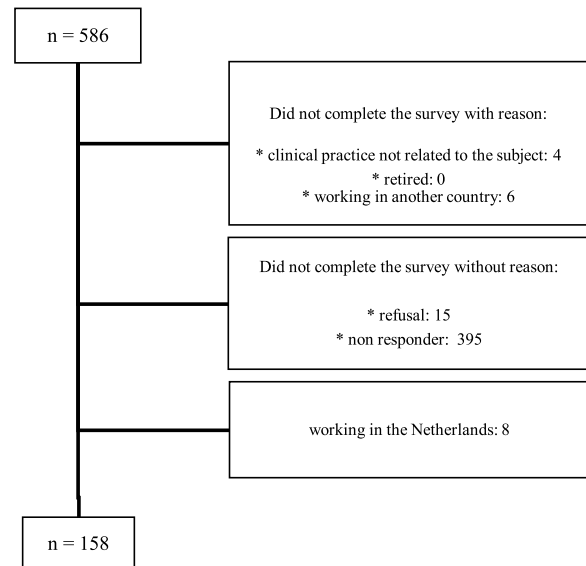 n = 586
Did not complete the survey with reason:
* clinical practice not related to the subject: 4
* retired: 0
* working in another country: 6
Did not complete the survey without reason:
* refusal: 15
* non responder: 395
working in the Netherlands: 8
n = 158